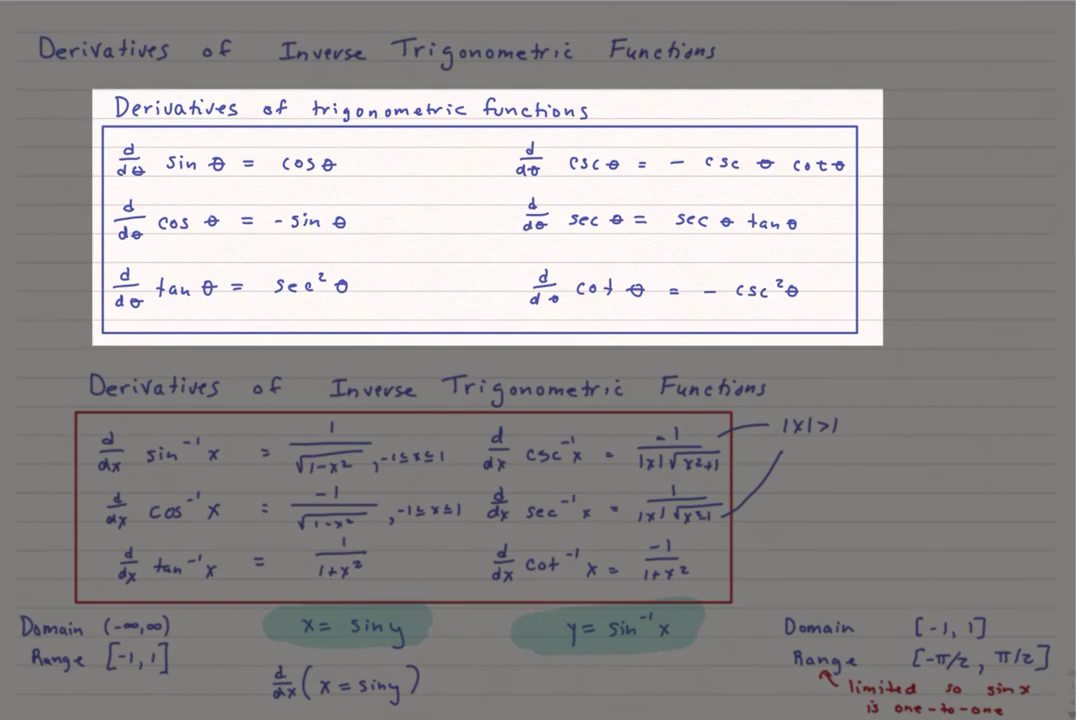 Derivatives of Inverse Trigonometric Functions
Derivatives of trigonometric functions
d/dθ sin θ = cos θ
d/dθ csc θ = - csc θ cot θ
d/dθ cos θ = - sin θ
d/dθ sec θ = sec θ tan θ
d/dθ tan θ = sec² θ
d/dθ cot θ = - csc² θ
Derivatives of Inverse Trigonometric Functions
d/dx sin⁻¹ x = 1/√(1-x²), -1≤x≤1
d/dx csc⁻¹ x = -1/(|x|√(x²+1))
|x|>1
d/dx cos⁻¹ x = -1/√(1-x²), -1≤x≤1
d/dx sec⁻¹ x = 1/(|x|√(x²-1))
d/dx tan⁻¹ x = 1/(1+x²)
d/dx cot⁻¹ x = -1/(1+x²)
Domain (-∞,∞)
Range [-1, 1]
x = sin y
y = sin⁻¹ x
Domain [-1, 1]
Range [-π/2, π/2]
limited so sin x
is one-to-one
d/dx (x = sin y)